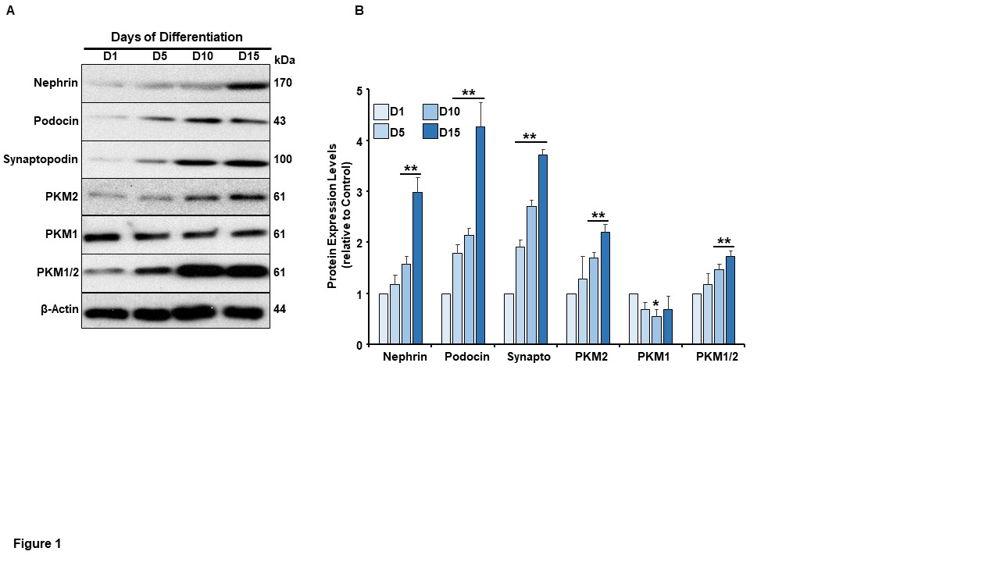 A
B
Days of Differentiation
D1 D5 D10 D15 kDa
Nephrin 170
Podocin 43
Synaptopodin 100
PKM2 61
PKM1 61
PKM1/2 61
β-Actin 44
Protein Expression Levels
(relative to Control)
5
4
3
2
1
0
D1 D10
D5 D15
**
**
**
**
*
**
Nephrin Podocin Synapto PKM2 PKM1 PKM1/2
Figure 1